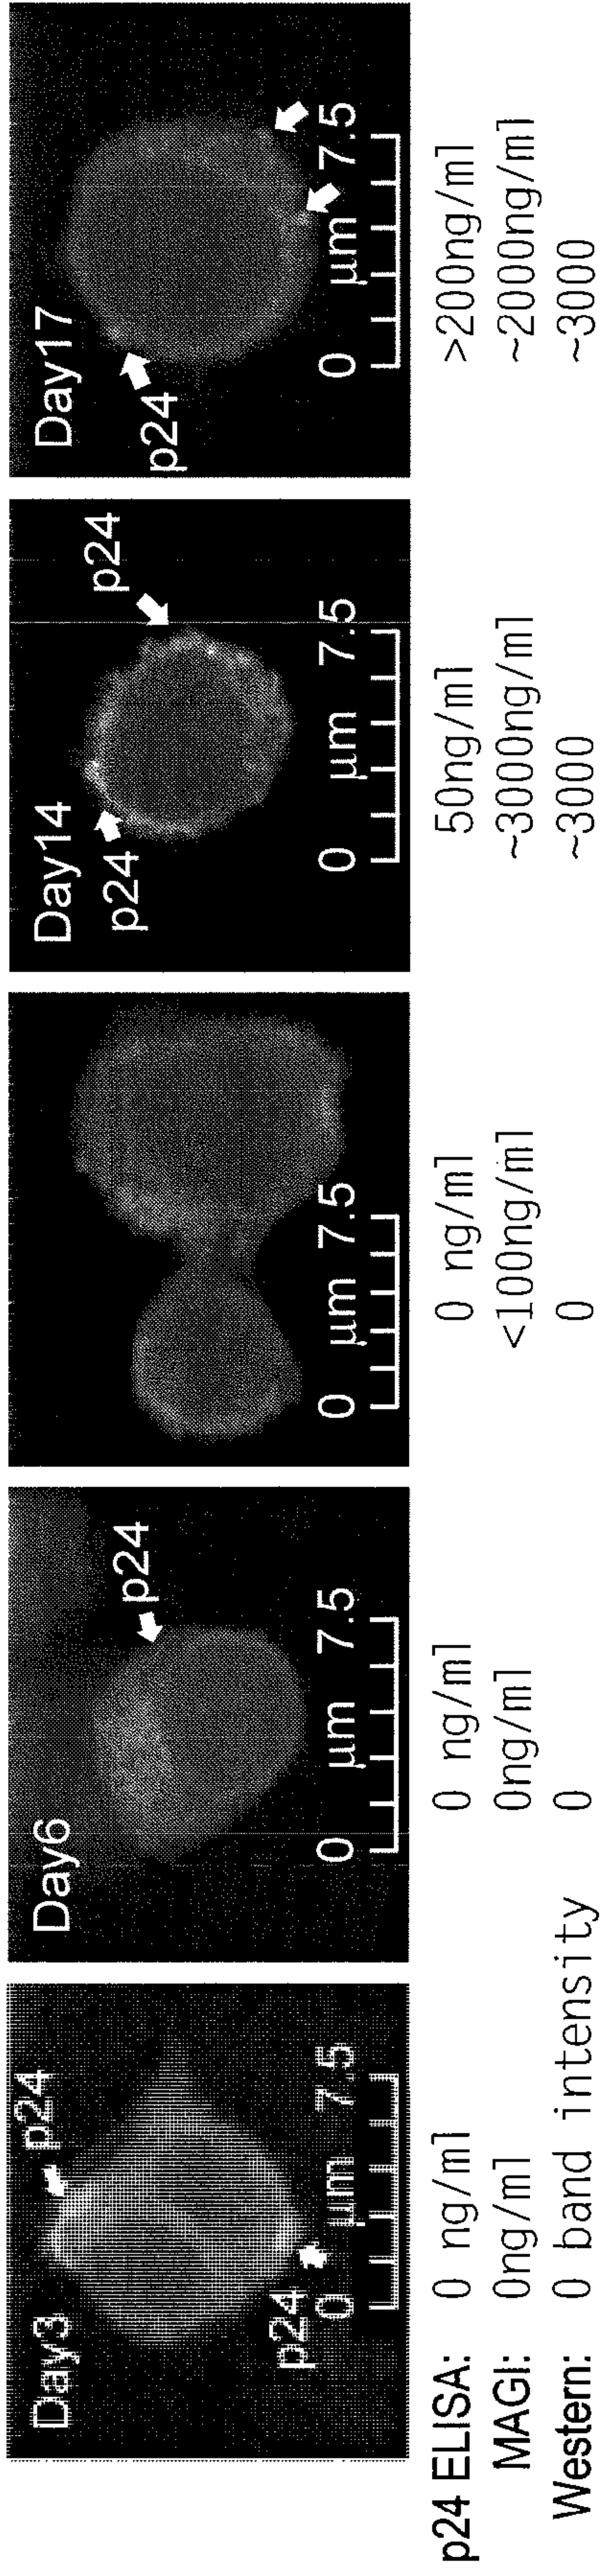 Day3
p24
p24
0 µm 7.5
Day6
p24
0 µm 7.5
0 µm 7.5
Day14
p24
p24
0 µm 7.5
Day17
p24
0 µm 7.5
p24 ELISA: 0 ng/ml 0 ng/ml 0 ng/ml 50ng/ml >200ng/ml
MAGI: 0ng/ml 0ng/ml <100ng/ml ~3000ng/ml ~2000ng/ml
Western: 0 band intensity 0 0 ~3000 ~3000